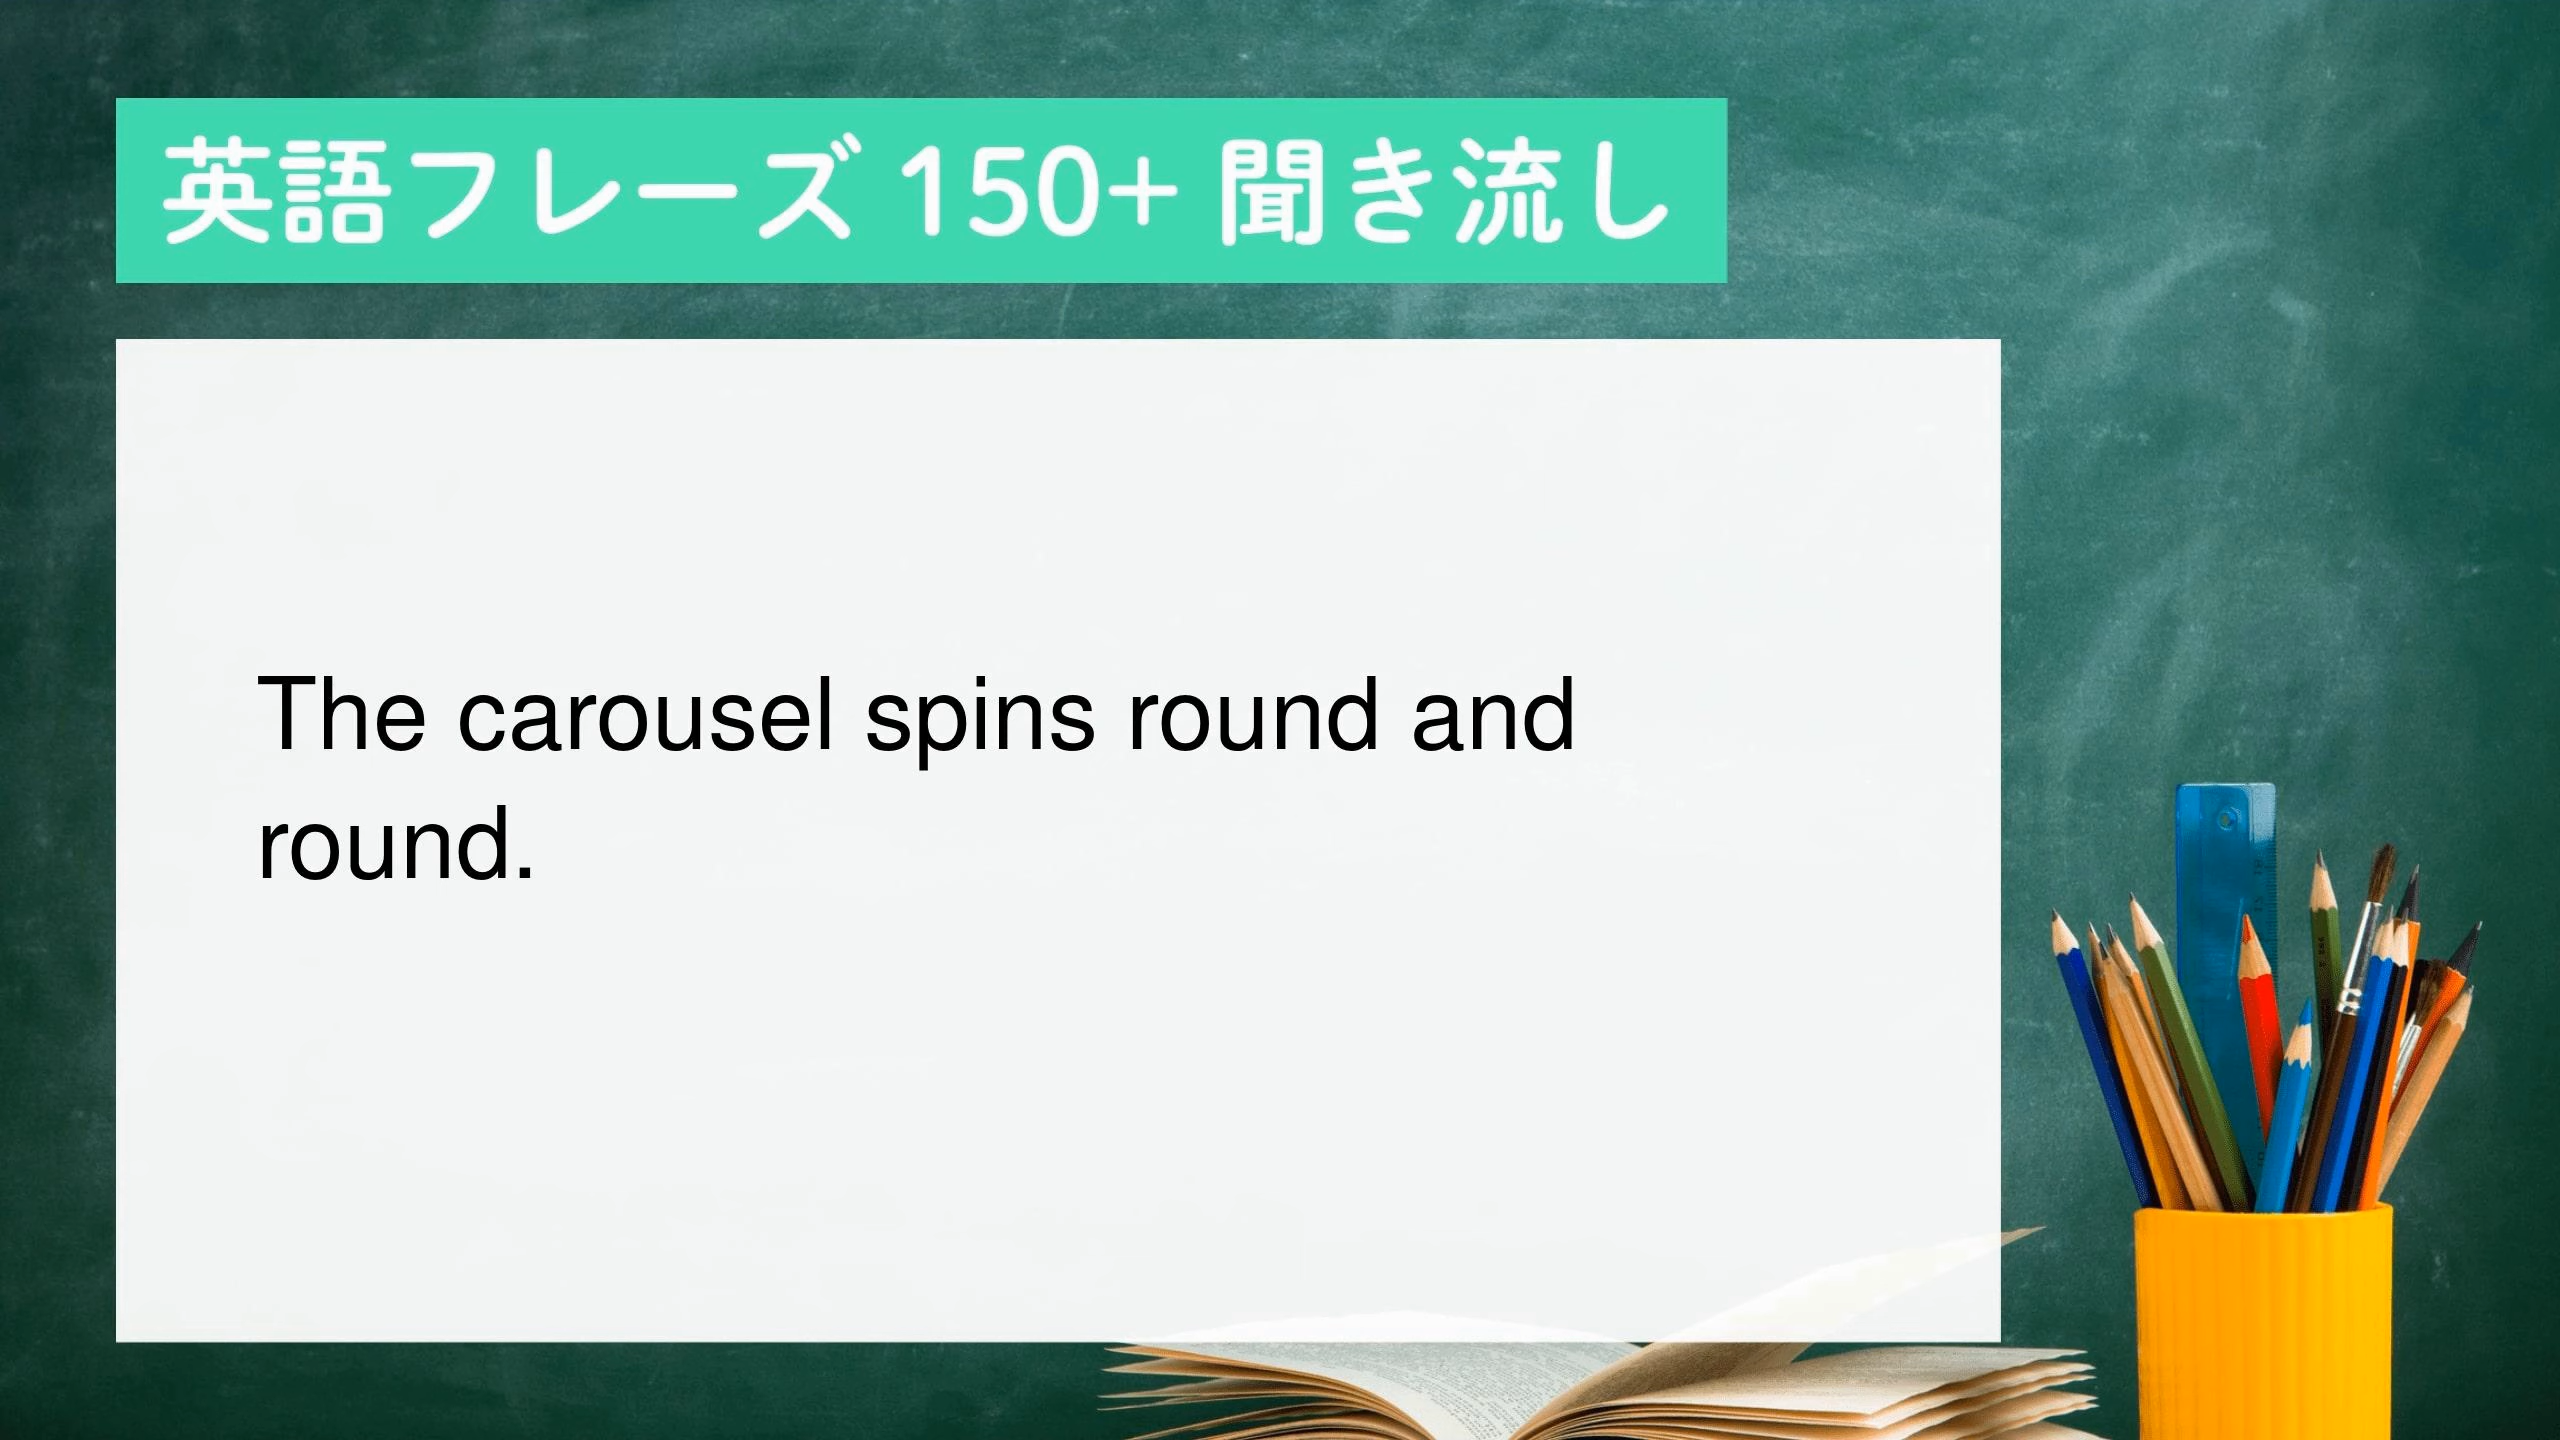 英語フレーズ 150+ 聞き流し
The carousel spins round and
round.